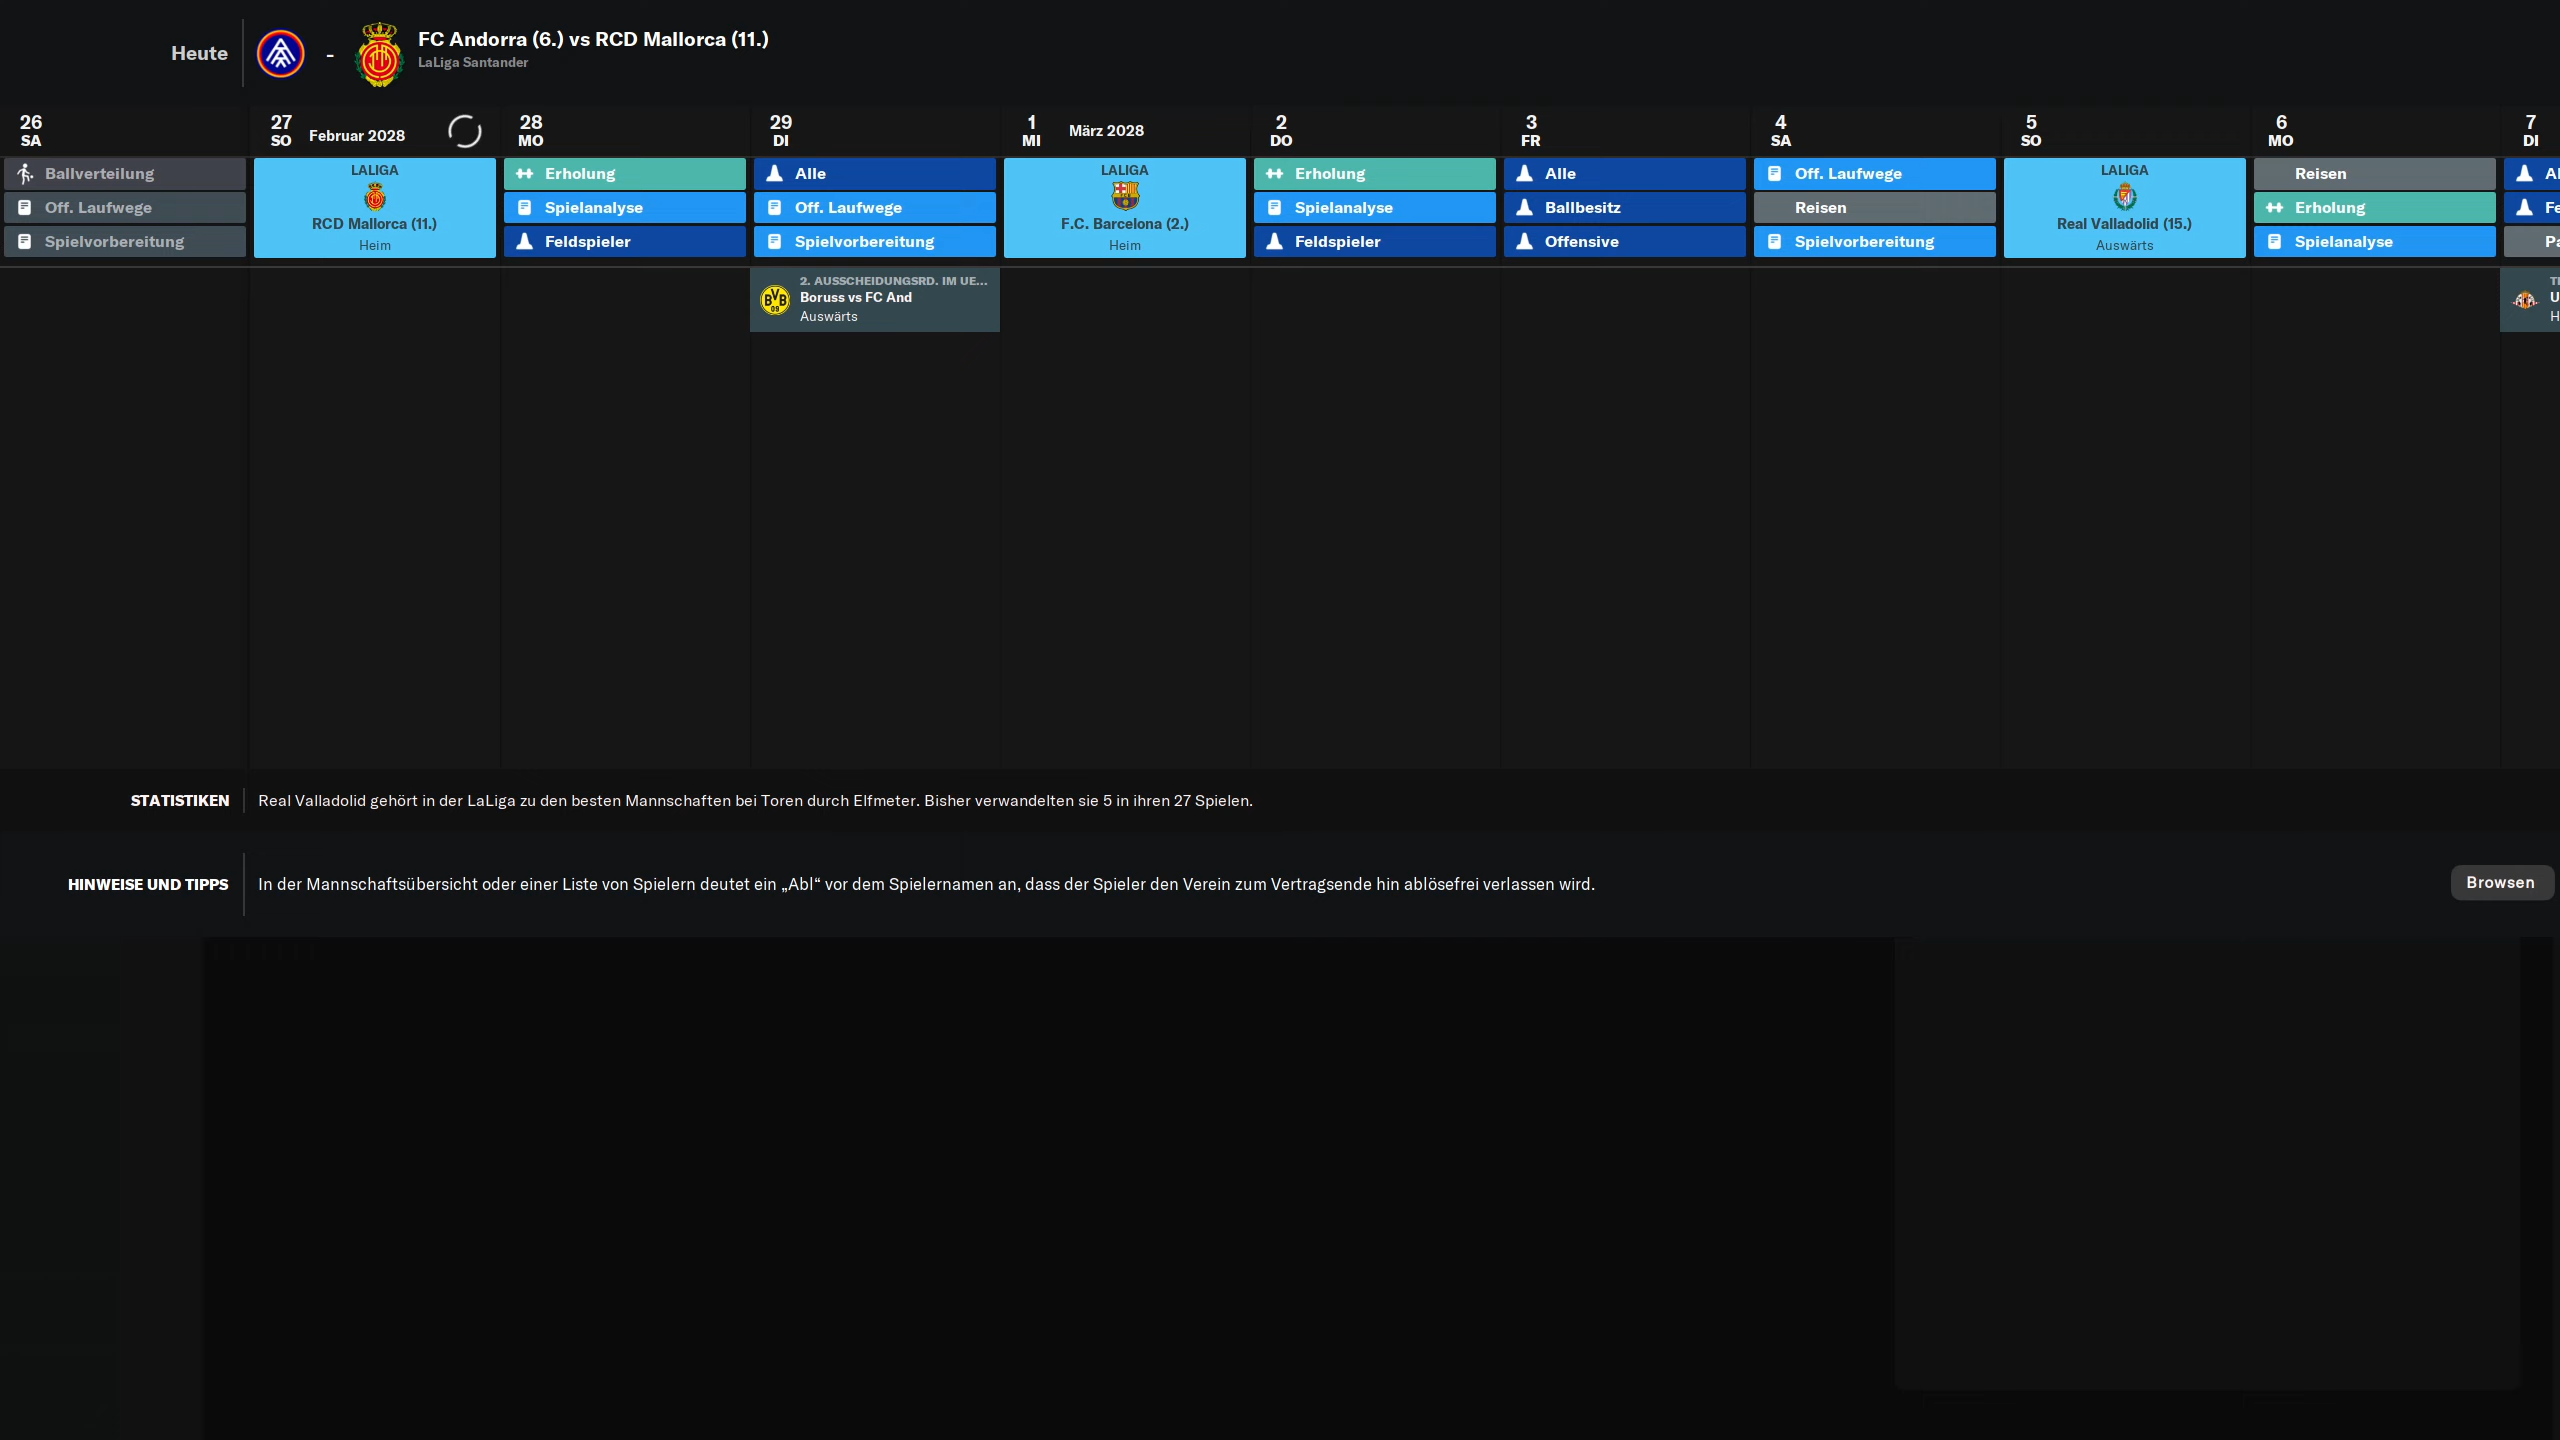 Heute
-
FC Andorra (6.) vs RCD Mallorca (11.)
LaLiga Santander
26
SA
Ballverteilung
Off. Laufwege
Spielvorbereitung
27
SO
Februar 2028
LALIGA
RCD Mallorca (11.)
Heim
28
MO
Erholung
Spielanalyse
Feldspieler
29
DI
Alle
Off. Laufwege
Spielvorbereitung
2. AUSSCHEIDUNGSRD. IM UE...
BVB
09
Boruss vs FC And
Auswärts
1
MI
März 2028
LALIGA
F.C. Barcelona (2.)
Heim
2
DO
Erholung
Spielanalyse
Feldspieler
3
FR
Alle
Ballbesitz
Offensive
4
SA
Off. Laufwege
Reisen
Spielvorbereitung
5
SO
LALIGA
Real Valladolid (15.)
Auswärts
6
MO
Reisen
Erholung
Spielanalyse
7
DI
STATISTIKEN
Real Valladolid gehört in der LaLiga zu den besten Mannschaften bei Toren durch Elfmeter. Bisher verwandelten sie 5 in ihren 27 Spielen.
HINWEISE UND TIPPS
In der Mannschaftsübersicht oder einer Liste von Spielern deutet ein „Abl“ vor dem Spielernamen an, dass der Spieler den Verein zum Vertragsende hin ablösefrei verlassen wird.
Browsen